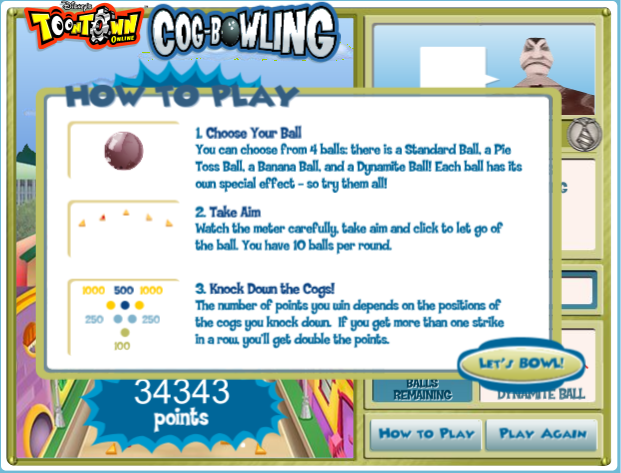 Disney's
TOONTOWN
ONLINE
COG-BOWLING
HOW TO PLAY
1. Choose Your Ball
You can choose from 4 balls: there is a Standard Ball, a Pie
Toss Ball, a Banana Ball, and a Dynamite Ball! Each ball has its
own special effect - so try them all!
2. Take Aim
Watch the meter carefully, take aim and click to let go of
the ball. You have 10 balls per round.
1000 500 1000
250 250
100
3. Knock Down the Cogs!
The number of points you win depends on the positions of
the cogs you knock down. If you get more than one strike
in a row, you'll get double the points.
LET'S BOWL!
34343
points
BALLS
REMAINING
DYNAMITE BALL
HOW TO PLAY
PLAY AGAIN